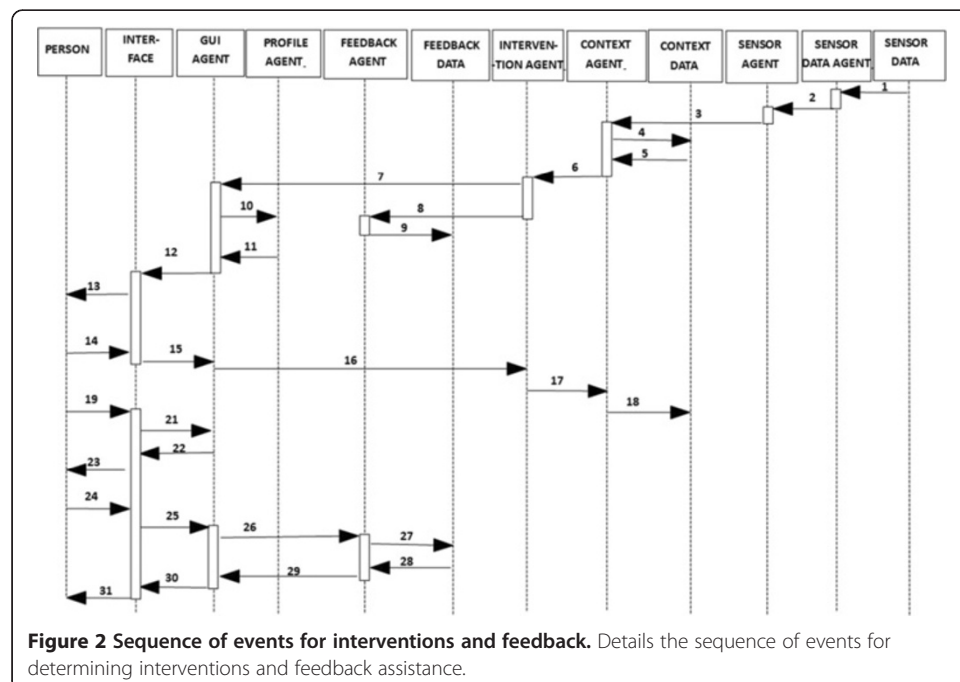 PERSON
INTER-
FACE
GUI
AGENT
PROFILE
AGENT_
FEEDBACK
AGENT
FEEDBACK
DATA
INTERVEN-
-TION AGENT_
CONTEXT
AGENT_
CONTEXT
DATA
SENSOR
AGENT
SENSOR
DATA AGENT_
SENSOR
DATA
1
2
3
4
5
6
7
8
9
10
11
12
13
14
15
16
17
18
19
21
22
23
24
25
26
27
28
29
30
31
Figure 2 Sequence of events for interventions and feedback. Details the sequence of events for
determining interventions and feedback assistance.